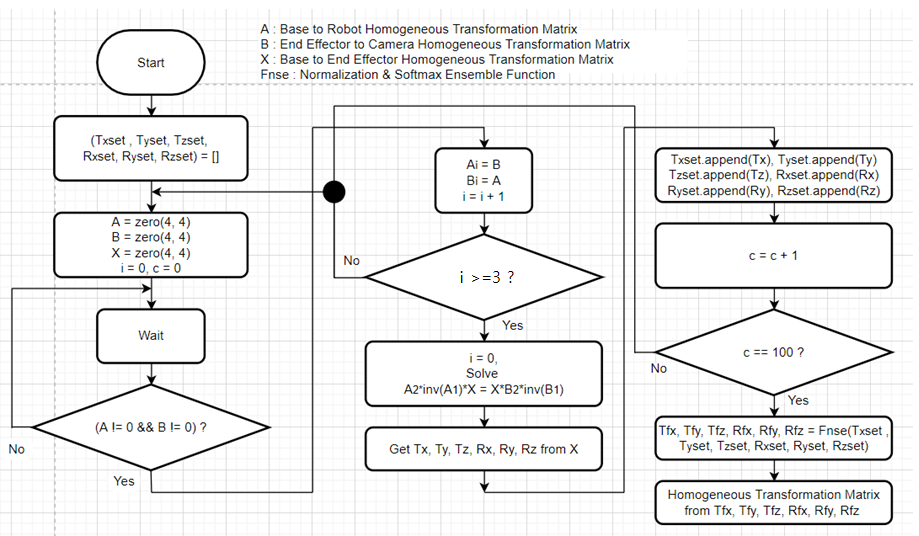 A : Base to Robot Homogeneous Transformation Matrix
B : End Effector to Camera Homogeneous Transformation Matrix
X : Base to End Effector Homogeneous Transformation Matrix
Fnse : Normalization & Softmax Ensemble Function
Start
(Txset , Tyset, Tzset,
Rxset, Ryset, Rzset) = []
A = zero(4, 4)
B = zero(4, 4)
X = zero(4, 4)
i = 0, c = 0
Wait
(A != 0 && B != 0) ?
No
Yes
Ai = B
Bi = A
i = i + 1
i >=3 ?
No
Yes
i = 0,
Solve
A2*inv(A1)*X = X*B2*inv(B1)
Get Tx, Ty, Tz, Rx, Ry, Rz from X
Txset.append(Tx), Tyset.append(Ty)
Tzset.append(Tz), Rxset.append(Rx)
Ryset.append(Ry), Rzset.append(Rz)
c = c + 1
c == 100 ?
No
Yes
Tfx, Tfy, Tfz, Rfx, Rfy, Rfz = Fnse(Txset ,
Tyset, Tzset, Rxset, Ryset, Rzset)
Homogeneous Transformation Matrix
from Tfx, Tfy, Tfz, Rfx, Rfy, Rfz